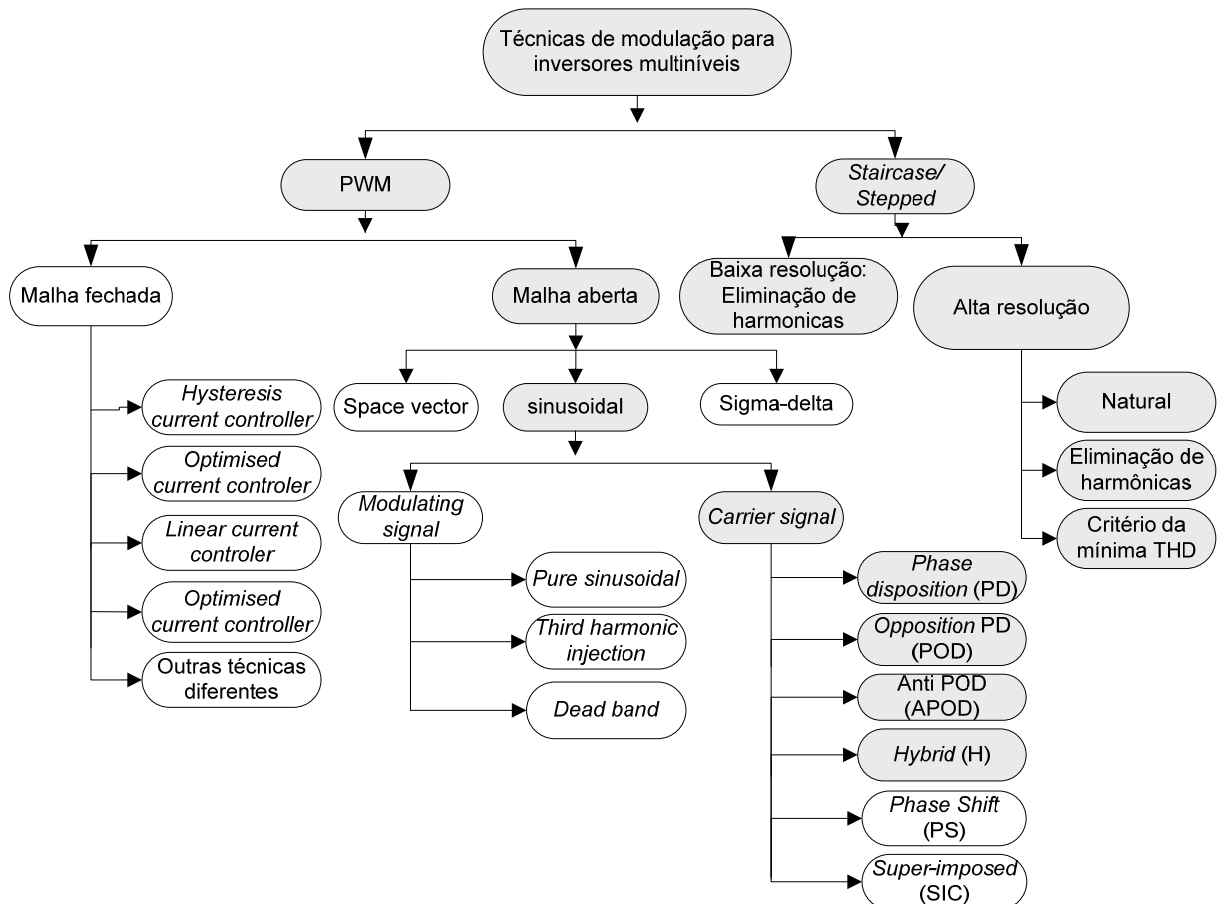 Técnicas de modulação para
inversores multiníveis
PWM
Staircase/
Stepped
Malha fechada
Malha aberta
Baixa resolução:
Eliminação de
harmonicas
Alta resolução
Hysteresis
current controller
Optimised
current controler
Linear current
controler
Optimised
current controller
Outras técnicas
diferentes
Space vector
sinusoidal
Sigma-delta
Modulating
signal
Carrier signal
Pure sinusoidal
Third harmonic
injection
Dead band
Phase
disposition (PD)
Opposition PD
(POD)
Anti POD
(APOD)
Hybrid (H)
Phase Shift
(PS)
Super-imposed
(SIC)
Natural
Eliminação de
harmônicas
Critério da
mínima THD